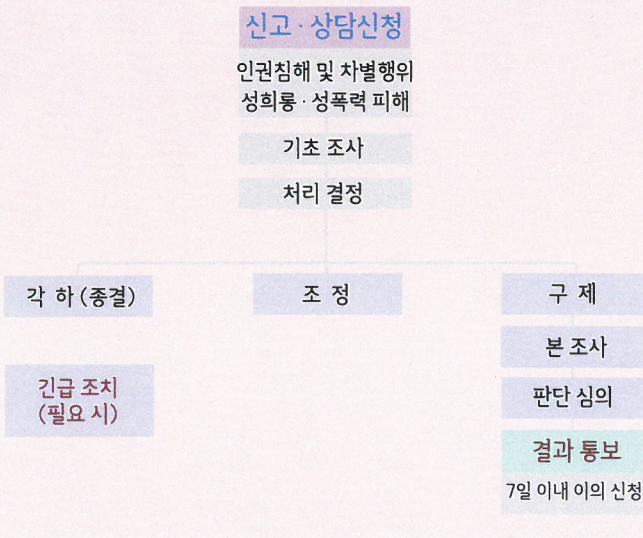 신고 · 상담신청
인권침해 및 차별행위
성희롱 · 성폭력 피해
기초 조사
처리 결정
각 하 (종결)
조 정
구 제
본 조사
긴급 조치
(필요 시)
판단 심의
결과 통보
7일 이내 이의 신청